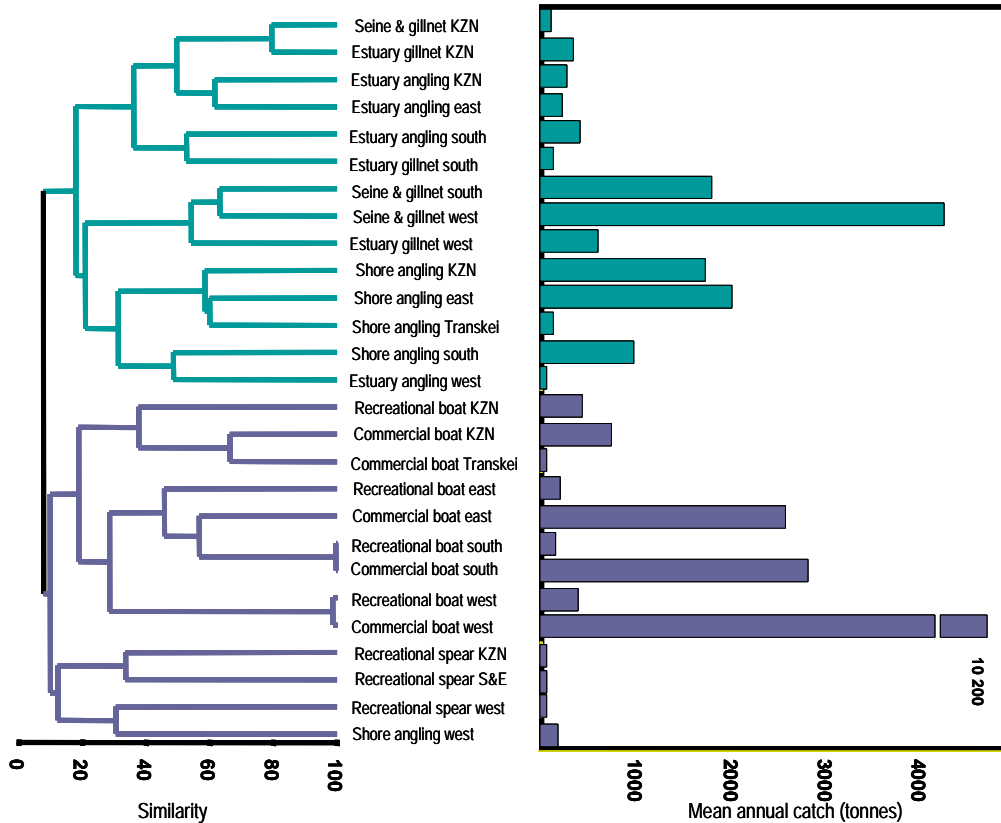 Seine & gillnet KZN
Estuary gillnet KZN
Estuary angling KZN
Estuary angling east
Estuary angling south
Estuary gillnet south
Seine & gillnet south
Seine & gillnet west
Estuary gillnet west
Shore angling KZN
Shore angling east
Shore angling Transkei
Shore angling south
Estuary angling west
Recreational boat KZN
Commercial boat KZN
Commercial boat Transkei
Recreational boat east
Commercial boat east
Recreational boat south
Commercial boat south
Recreational boat west
Commercial boat west
Recreational spear KZN
Recreational spear S&E
Recreational spear west
Shore angling west
10 200
0 20 40 60 80 100
1000 2000 3000 4000
Similarity
Mean annual catch (tonnes)